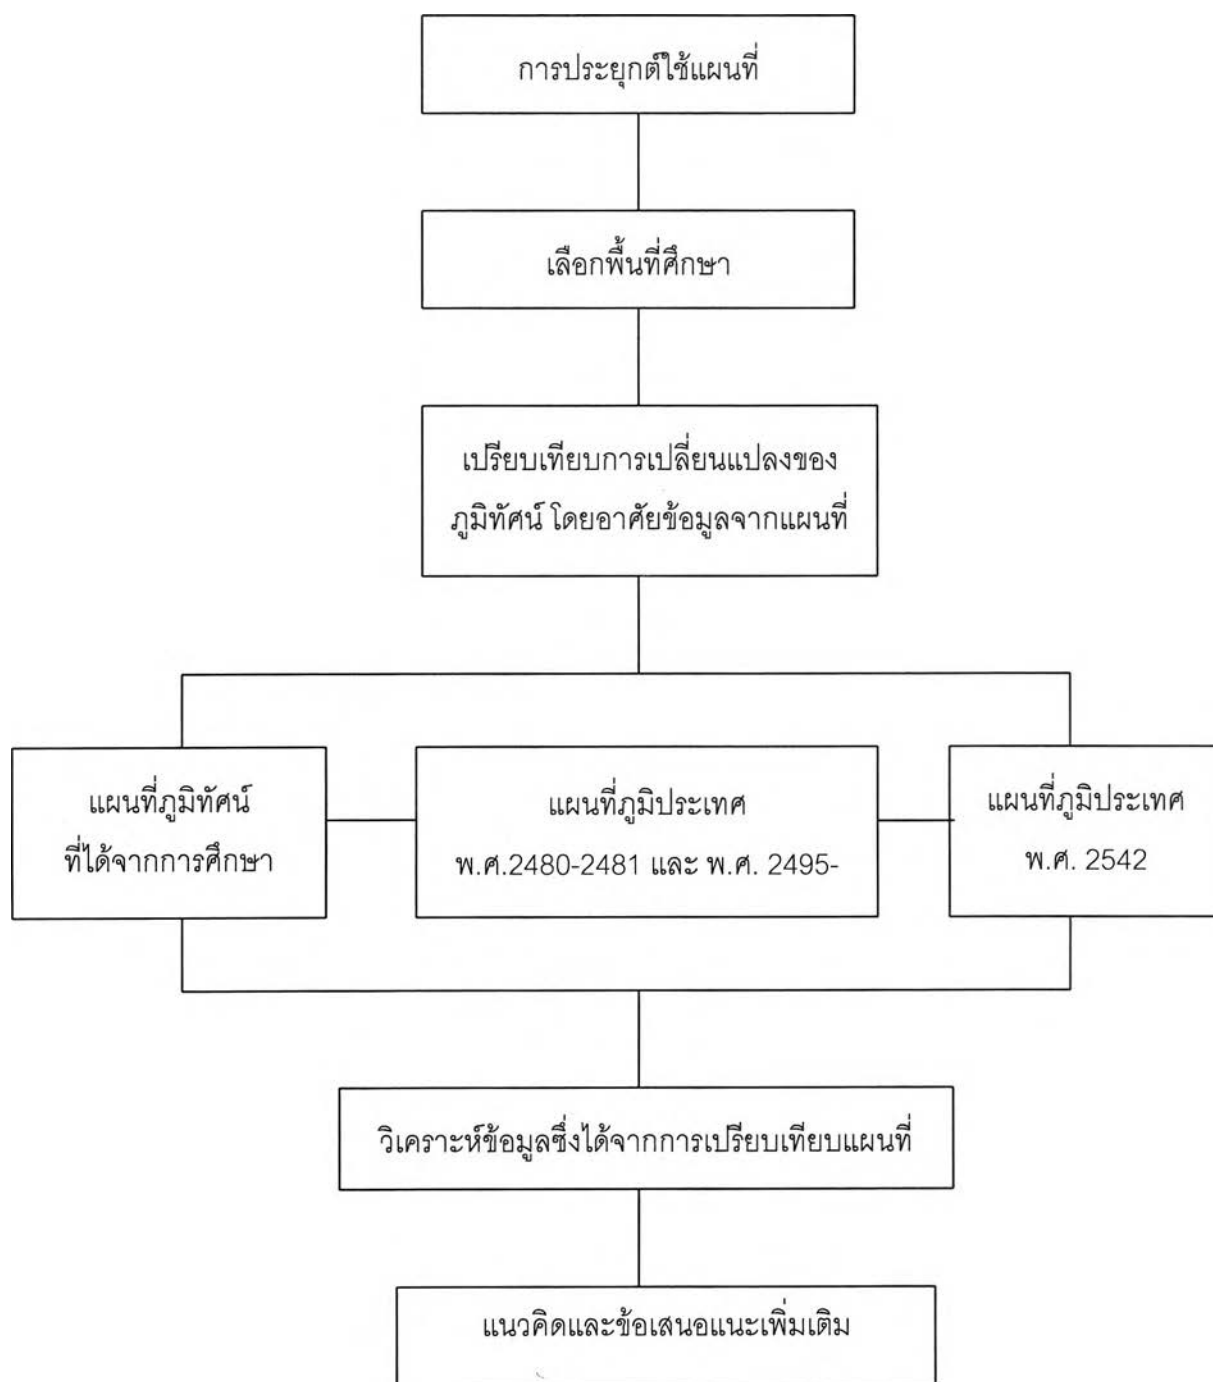 การประยุกต์ใช้แผนที่
เลือกพื้นที่ศึกษา
เปรียบเทียบการเปลี่ยนแปลงของ
ภูมิทัศน์ โดยอาศัยข้อมูลจากแผนที่
แผนที่ภูมิทัศน์
ที่ได้จากการศึกษา
แผนที่ภูมิประเทศ
พ.ศ.2480-2481 และ พ.ศ. 2495-
แผนที่ภูมิประเทศ
พ.ศ. 2542
วิเคราะห์ข้อมูลซึ่งได้จากการเปรียบเทียบแผนที่
แนวคิดและข้อเสนอแนะเพิ่มเติม